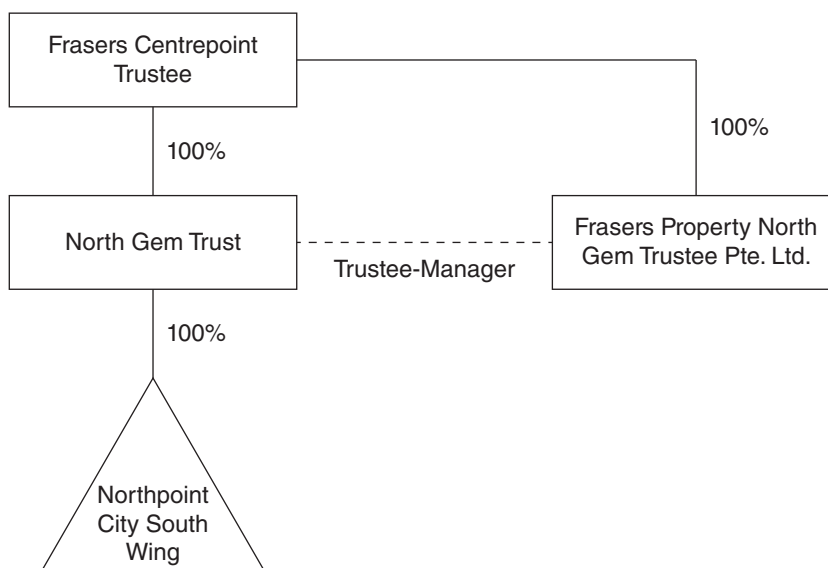 Frasers Centrepoint
Trustee
100%
100%
North Gem Trust
Trustee-Manager
Frasers Property North
Gem Trustee Pte. Ltd.
100%
Northpoint
City South
Wing